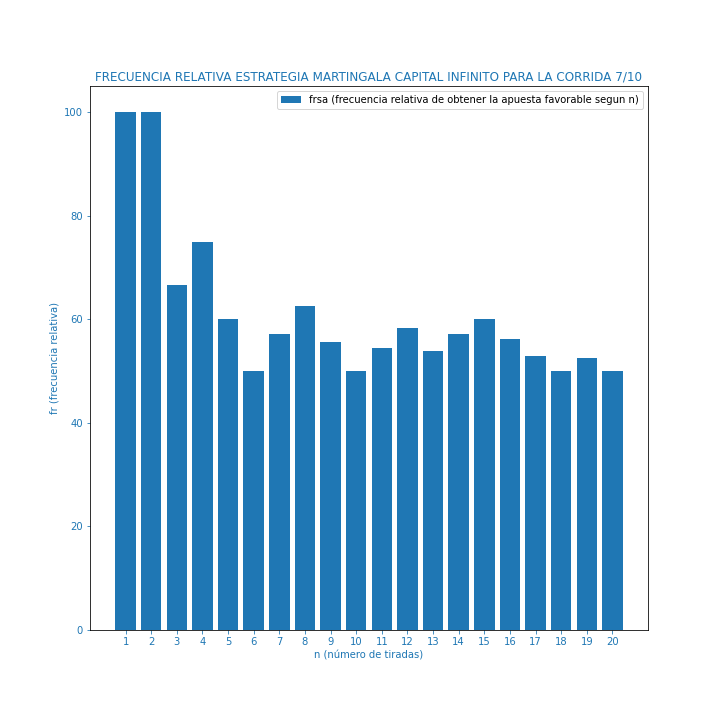 FRECUENCIA RELATIVA ESTRATEGIA MARTINGALA CAPITAL INFINITO PARA LA CORRIDA 7/10
frsa (frecuencia relativa de obtener la apuesta favorable segun n)
100
80
60
40
20
0
fr (frecuencia relativa)
1 2 3 4 5 6 7 8 9 10 11 12 13 14 15 16 17 18 19 20
n (número de tiradas)